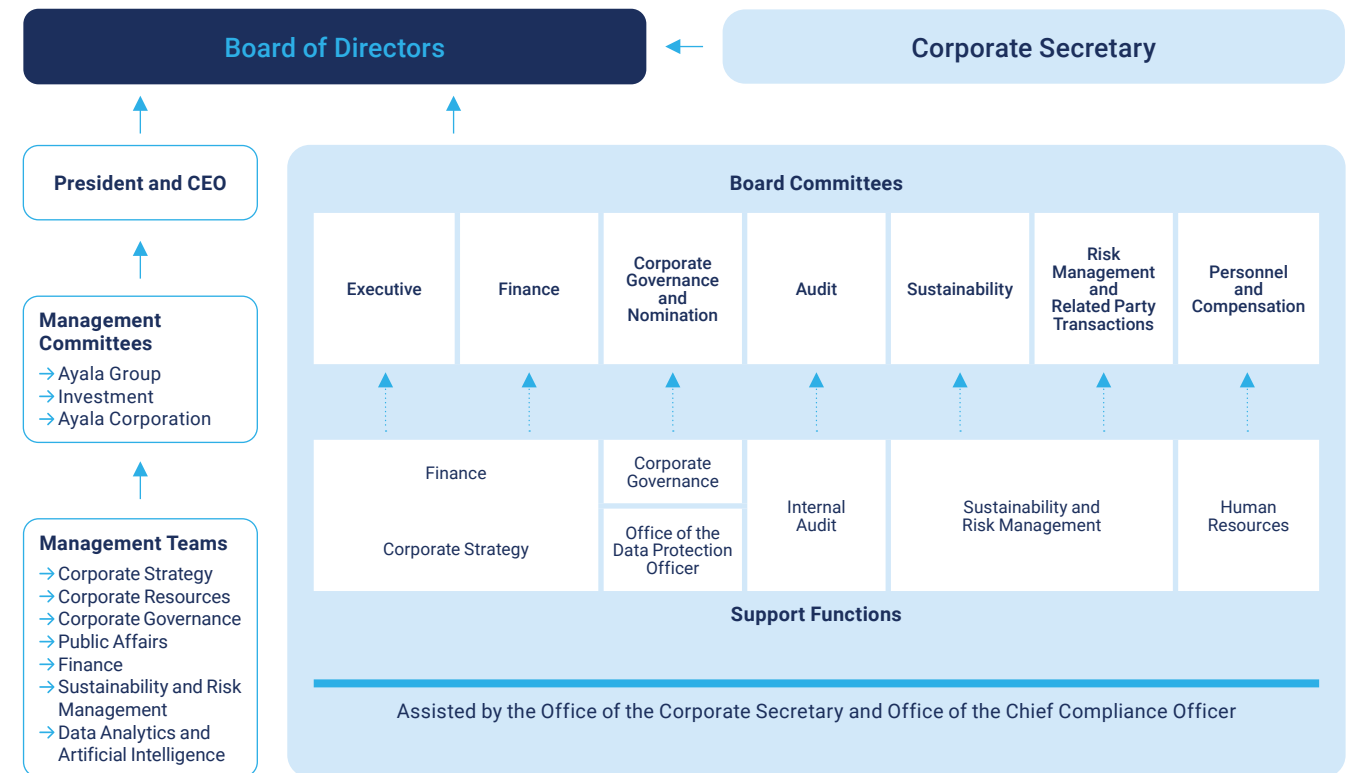 Board of Directors
Corporate Secretary
President and CEO
Management
Committees
→ Ayala Group
→ Investment
→ Ayala Corporation
Management Teams
→ Corporate Strategy
→ Corporate Resources
→ Corporate Governance
→ Public Affairs
→ Finance
→ Sustainability and Risk
Management
→ Data Analytics and
Artificial Intelligence
Board Committees
Executive
Finance
Corporate
Governance
and
Nomination
Audit
Sustainability
Risk
Management
and
Related Party
Transactions
Personnel
and
Compensation
Finance
Corporate Strategy
Corporate
Governance
Office of the
Data Protection
Officer
Internal
Audit
Sustainability and
Risk Management
Human
Resources
Support Functions
Assisted by the Office of the Corporate Secretary and Office of the Chief Compliance Officer